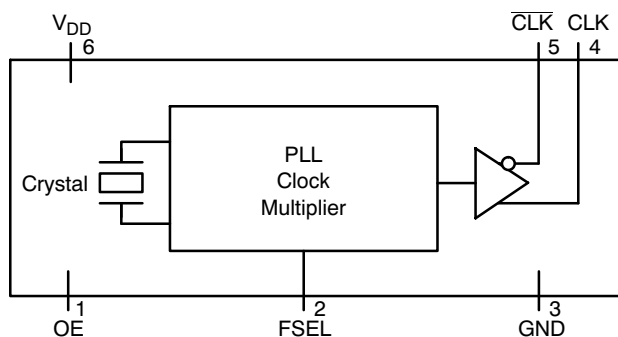 VDD
6
CLK CLK
5 4
PLL
Clock
Multiplier
Crystal
1 2 3
OE FSEL GND